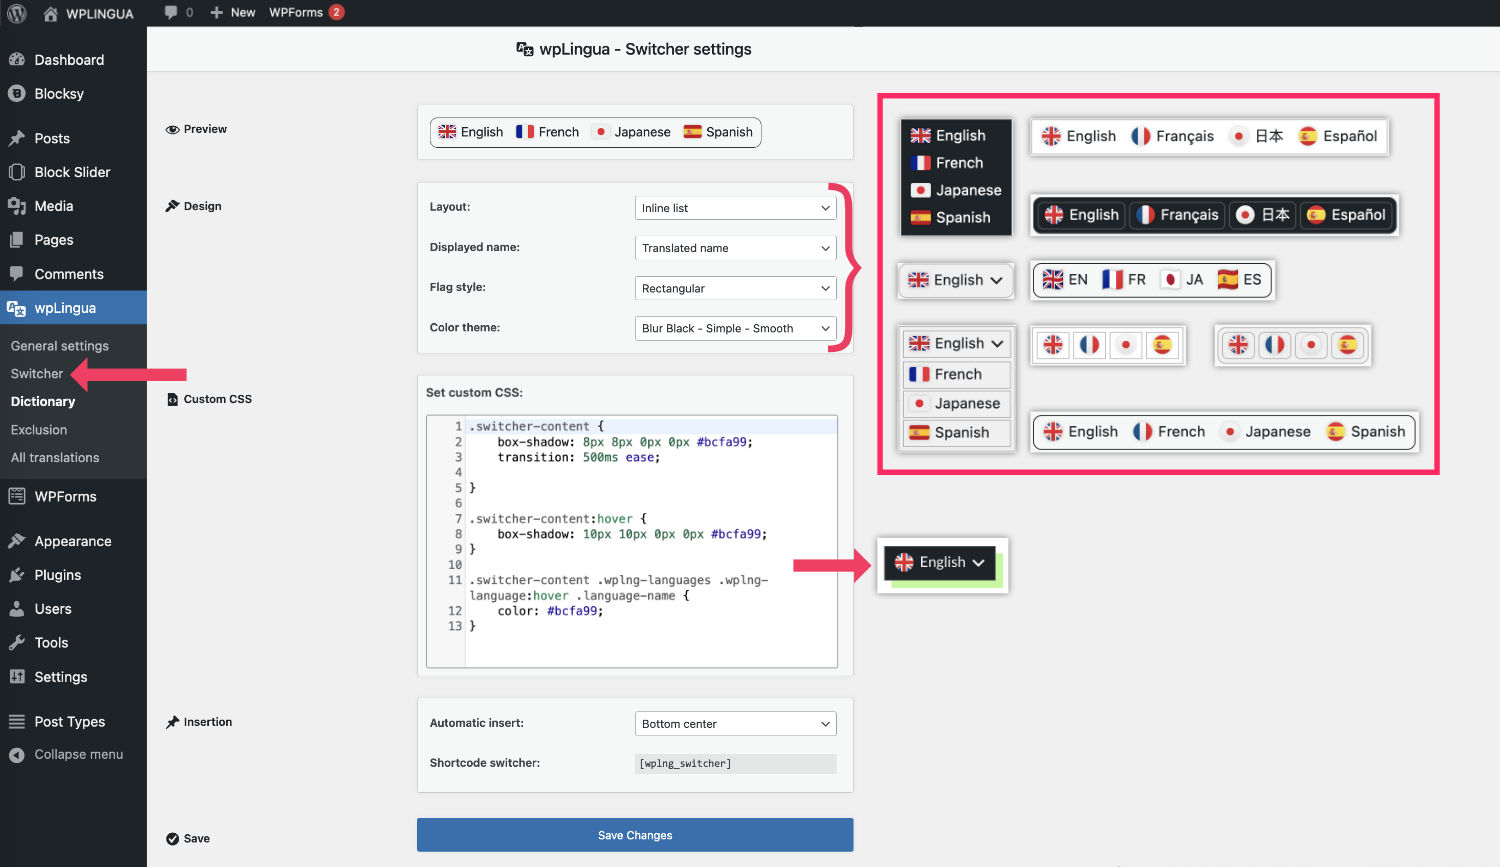 WPLINGUA
0
New
WPForms 2
Dashboard
Blocksy
Posts
Block Slider
Media
Pages
Comments
wpLingua
General settings
Switcher
Dictionary
Exclusion
All translations
WPForms
Appearance
Plugins
Users
Tools
Settings
Post Types
Collapse menu
wpLingua - Switcher settings
Preview
English French Japanese Spanish
Design
Layout: Inline list
Displayed name: Translated name
Flag style: Rectangular
Color theme: Blur Black - Simple - Smooth
Custom CSS
Set custom CSS:
1 .switcher-content {
2 box-shadow: 8px 8px 0px 0px #bcfa99;
3 transition: 500ms ease;
4
5 }
6
7 .switcher-content:hover {
8 box-shadow: 10px 10px 0px 0px #bcfa99;
9 }
10
11 .switcher-content .wplng-languages .wplng-
language:hover .language-name {
12 color: #bcfa99;
13 }
Insertion
Automatic insert: Bottom center
Shortcode switcher: [wplng_switcher]
Save
Save Changes
English
French
Japanese
Spanish
English Français 日本 Español
English Français 日本 Español
English
EN FR JA ES
English
French
Japanese
Spanish
English French Japanese Spanish
English